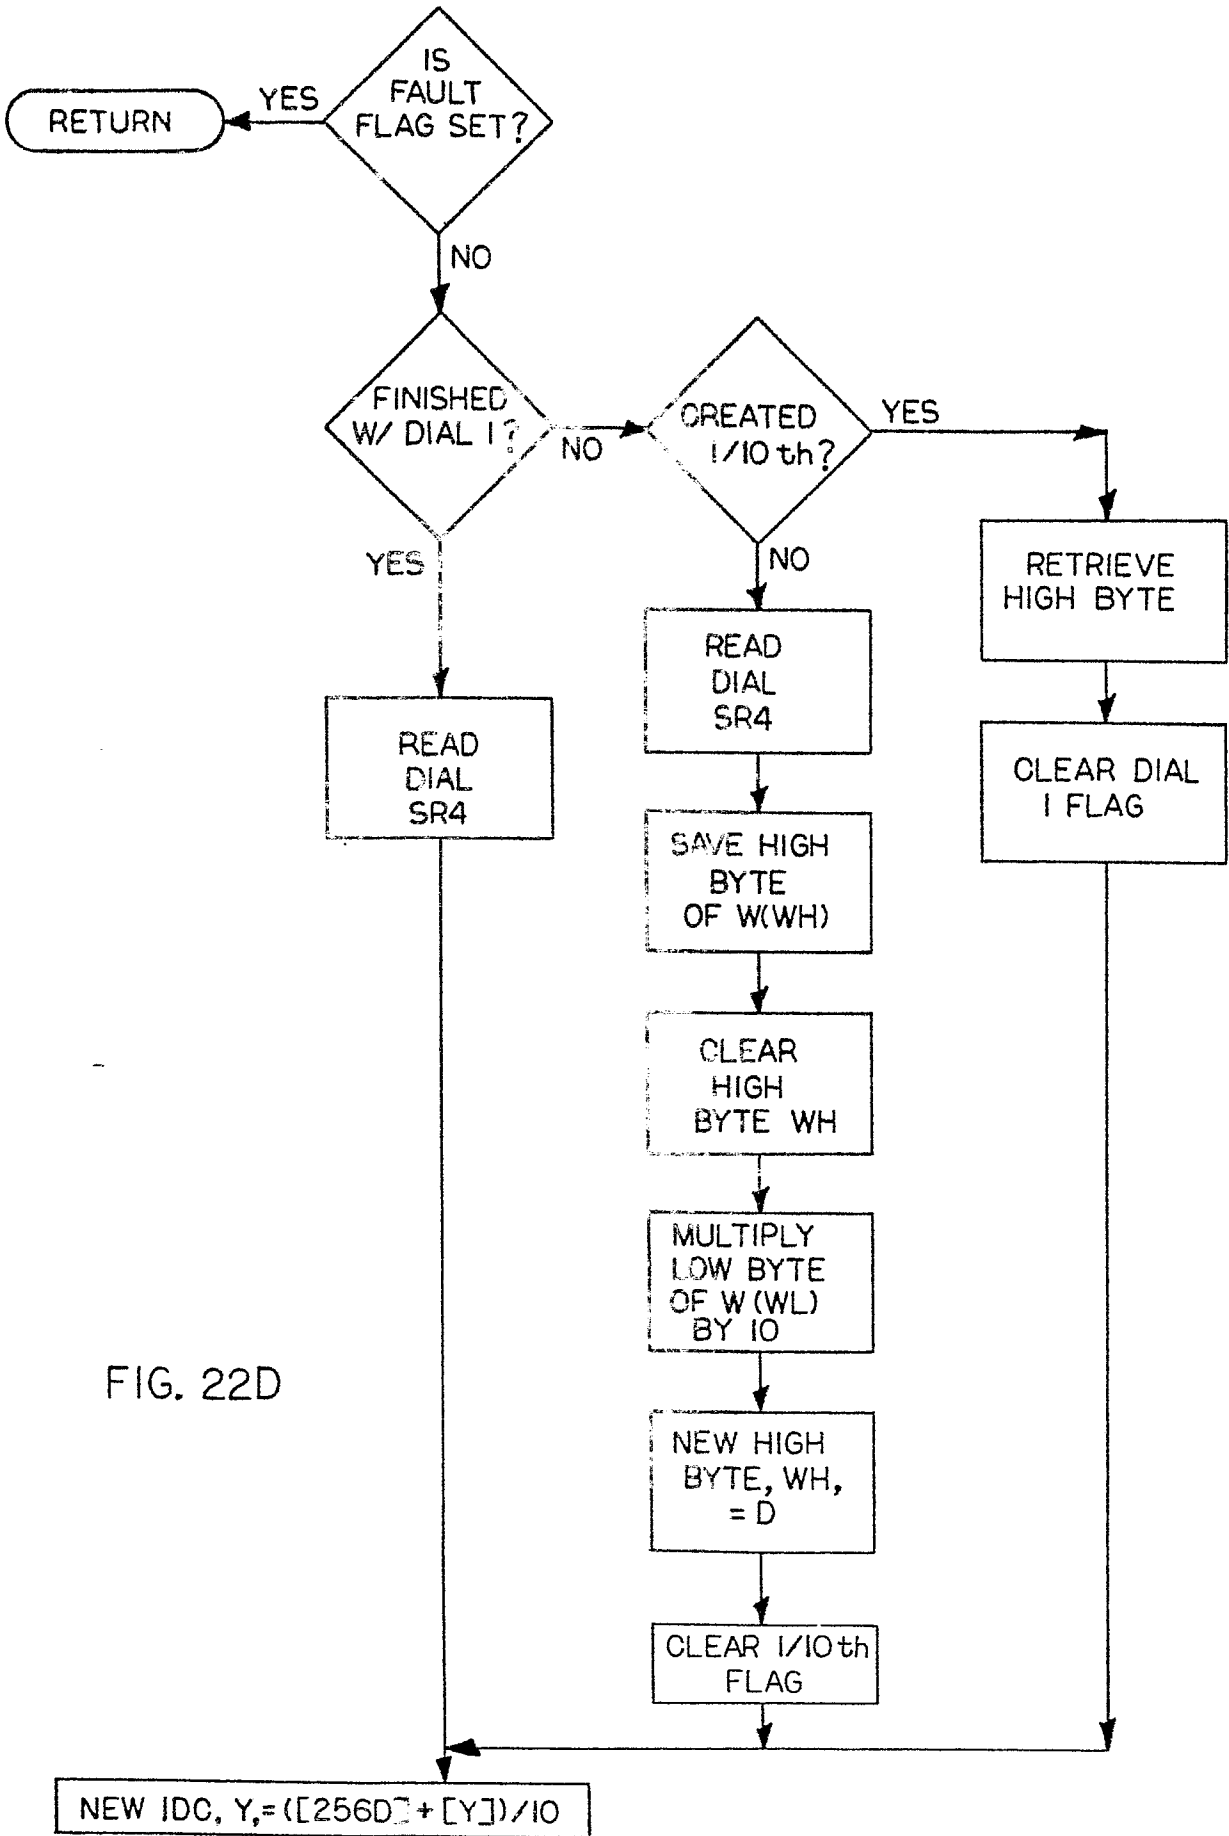 IS
FAULT
FLAG SET?
YES
RETURN
NO
FINISHED
W/ DIAL 1?
NO
CREATED
1/10 th?
YES
YES
NO
RETRIEVE
HIGH BYTE
READ
DIAL
SR4
READ
DIAL
SR4
CLEAR DIAL
1 FLAG
SAVE HIGH
BYTE
OF W(WH)
CLEAR
HIGH
BYTE WH
MULTIPLY
LOW BYTE
OF W (WL)
BY 10
FIG. 22D
NEW HIGH
BYTE, WH,
= D
CLEAR 1/10 th
FLAG
NEW IDC, Y,=([256D]+[Y])/10